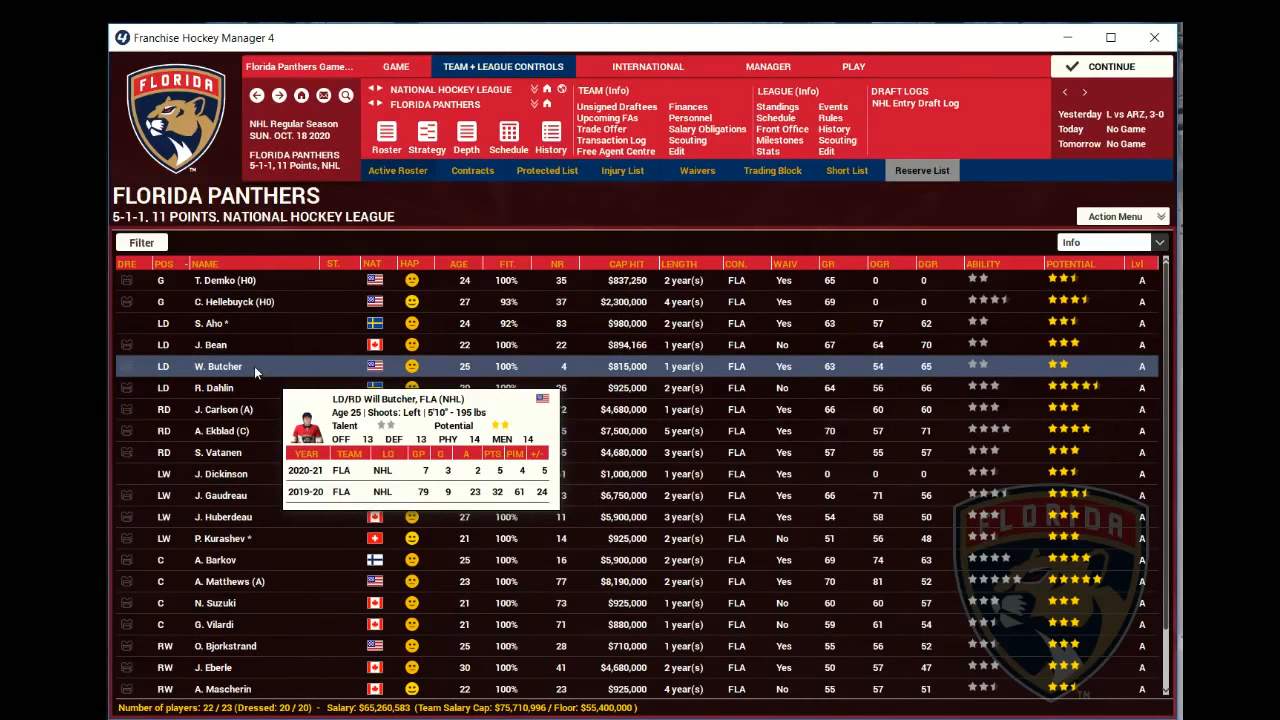 Franchise Hockey Manager 4
FLORIDA
Florida Panthers Game...
GAME
TEAM + LEAGUE CONTROLS
INTERNATIONAL
MANAGER
PLAY
CONTINUE
NHL Regular Season
SUN. OCT. 18 2020
FLORIDA PANTHERS
5-1-1, 11 Points, NHL
NATIONAL HOCKEY LEAGUE
FLORIDA PANTHERS
Roster Strategy Depth Schedule History
TEAM (Info)
Unsigned Draftees Finances
Upcoming FAs Personnel
Trade Offer Salary Obligations
Transaction Log Scouting
Free Agent Centre Edit
LEAGUE (Info)
Standings Events
Schedule Rules
Front Office History
Milestones Scouting
Stats Edit
DRAFT LOGS
NHL Entry Draft Log
Yesterday L vs ARZ, 3-0
Today No Game
Tomorrow No Game
Active Roster Contracts Protected List Injury List Waivers Trading Block Short List Reserve List
FLORIDA PANTHERS
5-1-1, 11 POINTS, NATIONAL HOCKEY LEAGUE
Action Menu
Filter
Info
DRE POS NAME ST. NAT HAP AGE FIT. NR CAP HIT LENGTH CON. WAIV GR OGR DGR ABILITY POTENTIAL Lvl
G T. Demko (H0) 24 100% 35 $837,250 2 year(s) FLA Yes 65 0 0 A
G C. Hellebuyck (H0) 27 93% 37 $2,300,000 4 year(s) FLA Yes 69 0 0 A
LD S. Aho * 24 92% 83 $980,000 2 year(s) FLA Yes 63 57 62 A
LD J. Bean 22 100% 22 $894,166 1 year(s) FLA No 67 64 70 A
LD W. Butcher 25 100% 4 $815,000 1 year(s) FLA Yes 63 54 65 A
LD R. Dahlin $925,000 2 year(s) FLA No 64 56 66 A
RD J. Carlson (A) $4,680,000 1 year(s) FLA Yes 66 60 60 A
RD A. Ekblad (C) $7,500,000 5 year(s) FLA Yes 70 57 71 A
RD S. Vatanen $4,680,000 3 year(s) FLA Yes 57 55 57 A
LW J. Dickinson $1,000,000 4 year(s) FLA Yes 0 0 0 A
LW J. Gaudreau $6,750,000 2 year(s) FLA Yes 66 71 56 A
LD/RD Will Butcher, FLA (NHL)
Age 25 | Shoots: Left | 5'10" - 195 lbs
Talent Potential
OFF 13 DEF 13 PHY 14 MEN 14
YEAR TEAM LG GP G A PTS PIM +/-
2020-21 FLA NHL 7 3 2 5 4 5
2019-20 FLA NHL 79 9 23 32 61 24
LW J. Huberdeau 27 100% 11 $5,900,000 3 year(s) FLA Yes 54 58 50 A
LW P. Kurashev * 21 100% 14 $925,000 2 year(s) FLA No 51 56 48 A
C A. Barkov 25 100% 16 $5,900,000 2 year(s) FLA Yes 69 74 63 A
C A. Matthews (A) 23 100% 77 $8,190,000 2 year(s) FLA Yes 70 81 52 A
C N. Suzuki 21 100% 73 $925,000 1 year(s) FLA No 60 60 57 A
C G. Vilardi 21 100% 71 $880,000 1 year(s) FLA No 59 61 54 A
RW O. Bjorkstrand 25 100% 28 $710,000 1 year(s) FLA Yes 55 56 52 A
RW J. Eberle 30 100% 41 $4,680,000 2 year(s) FLA Yes 50 57 47 A
RW A. Mascherin 22 100% 23 $925,000 4 year(s) FLA No 55 57 51 A
Number of players: 22 / 23 (Dressed: 20 / 20) - Salary: $65,260,583 (Team Salary Cap: $75,710,996 / Floor: $55,400,000 )
FLORIDA